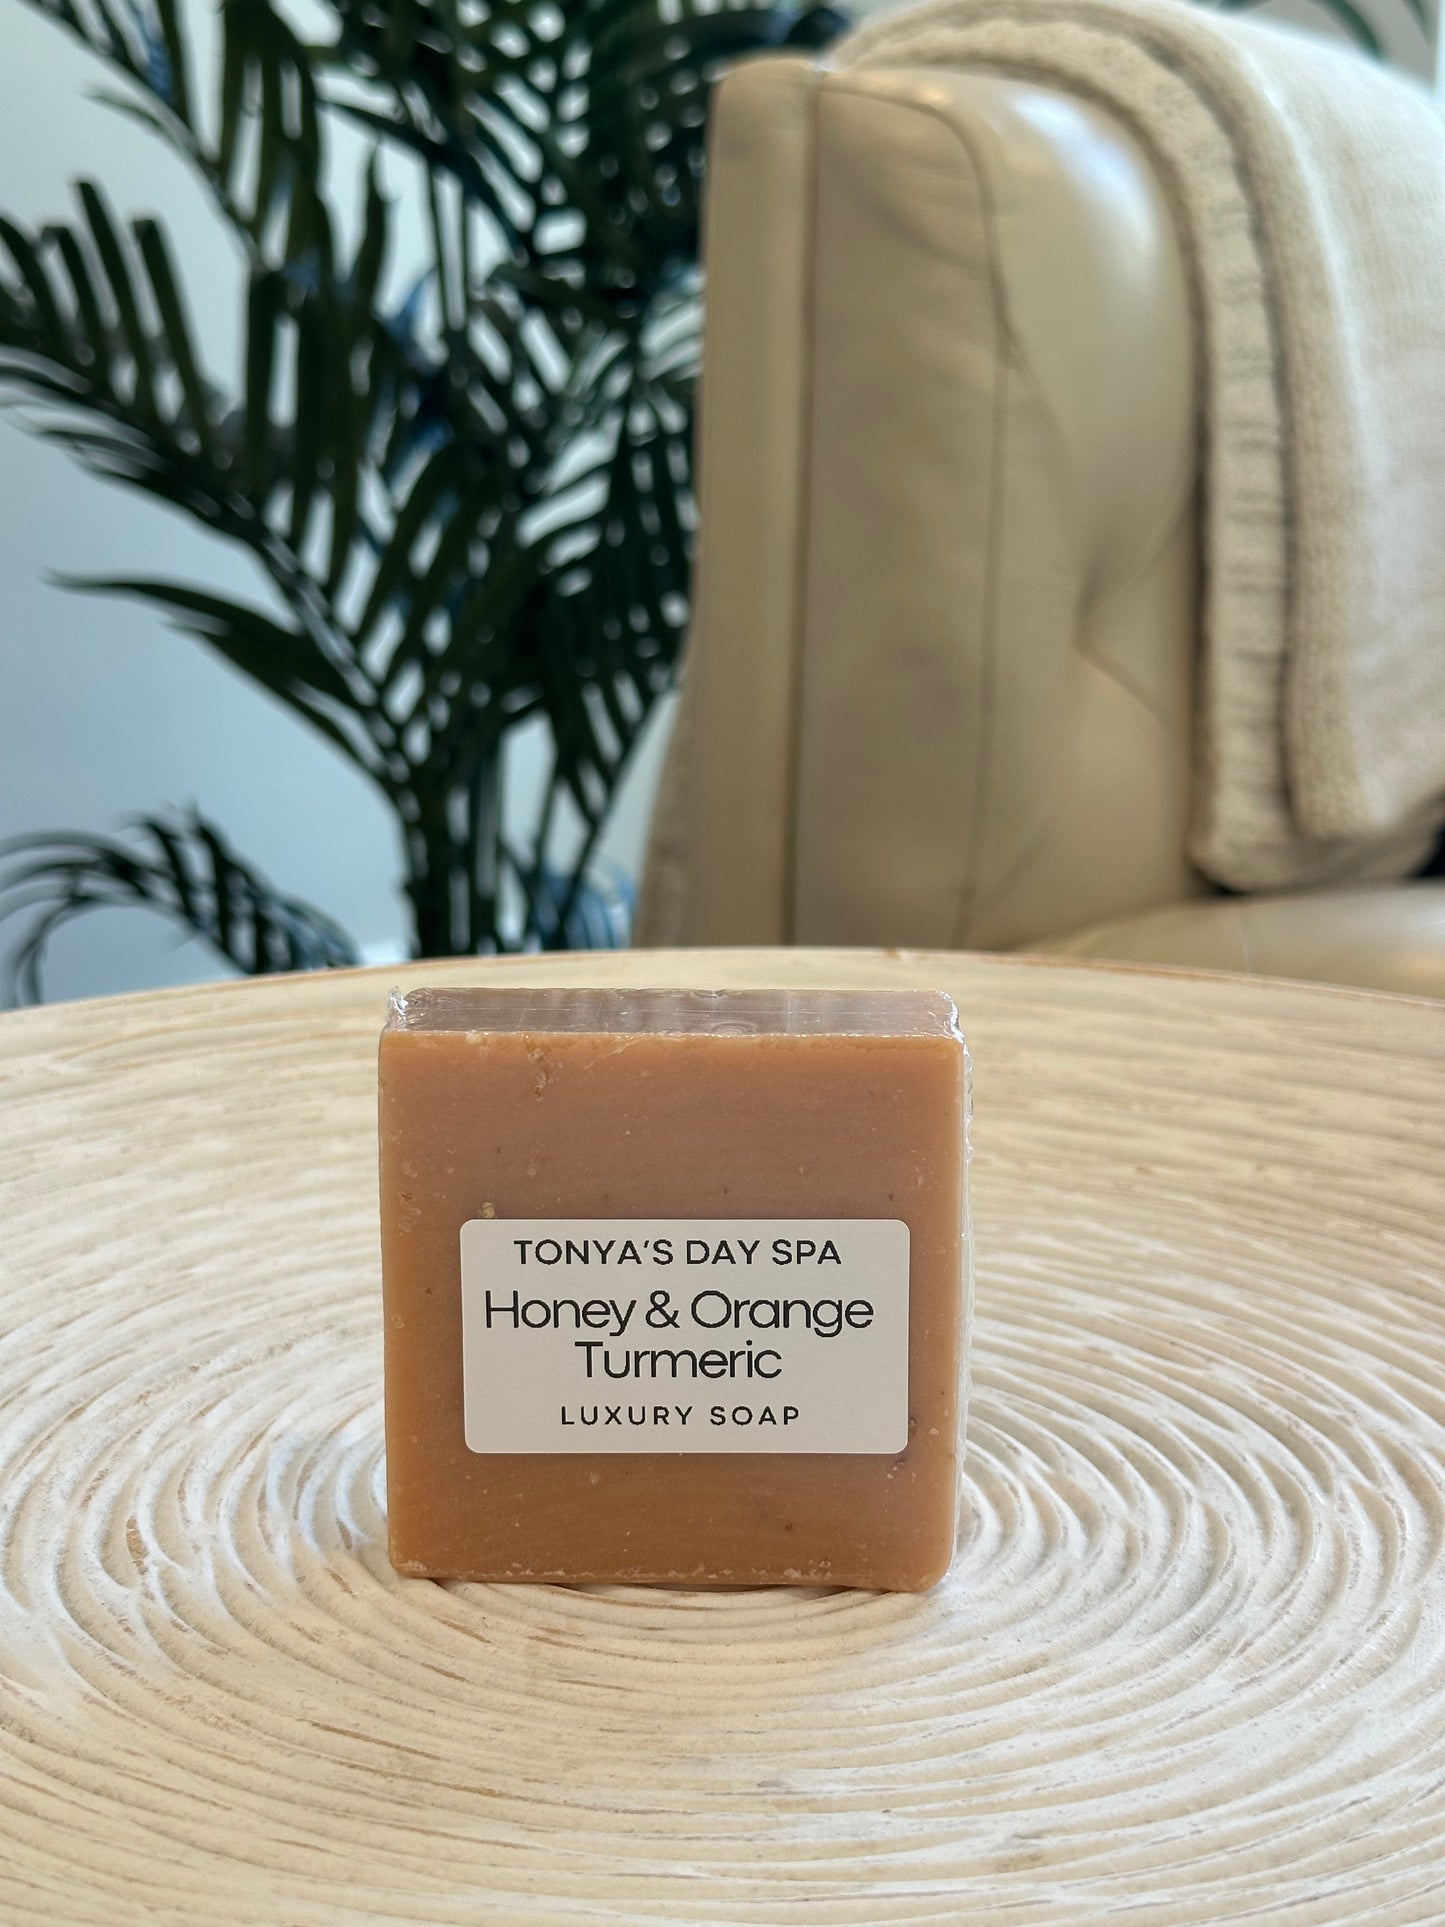 TONYA'S DAY SPA
Honey & Orange
Turmeric
LUXURY SOAP